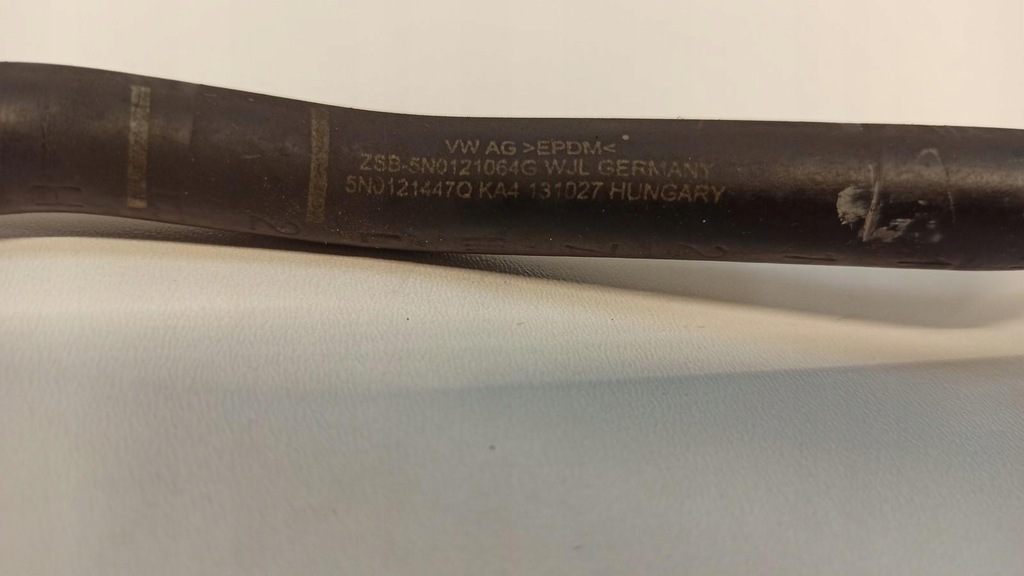 VW AG >EPDM<
ZSB-5N0121064G WJL GERMANY
5N0121447Q KA4 131027 HUNGARY